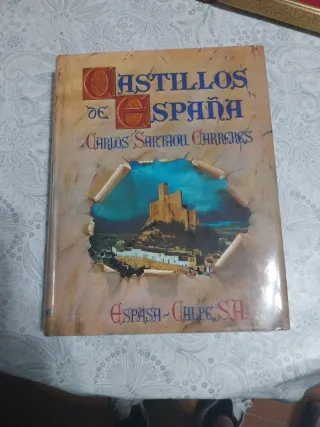 CASTILLOS
DE ESPAÑA
CARLOS SARTHOU CARRERES
ESPASA-CALPE, S.A.